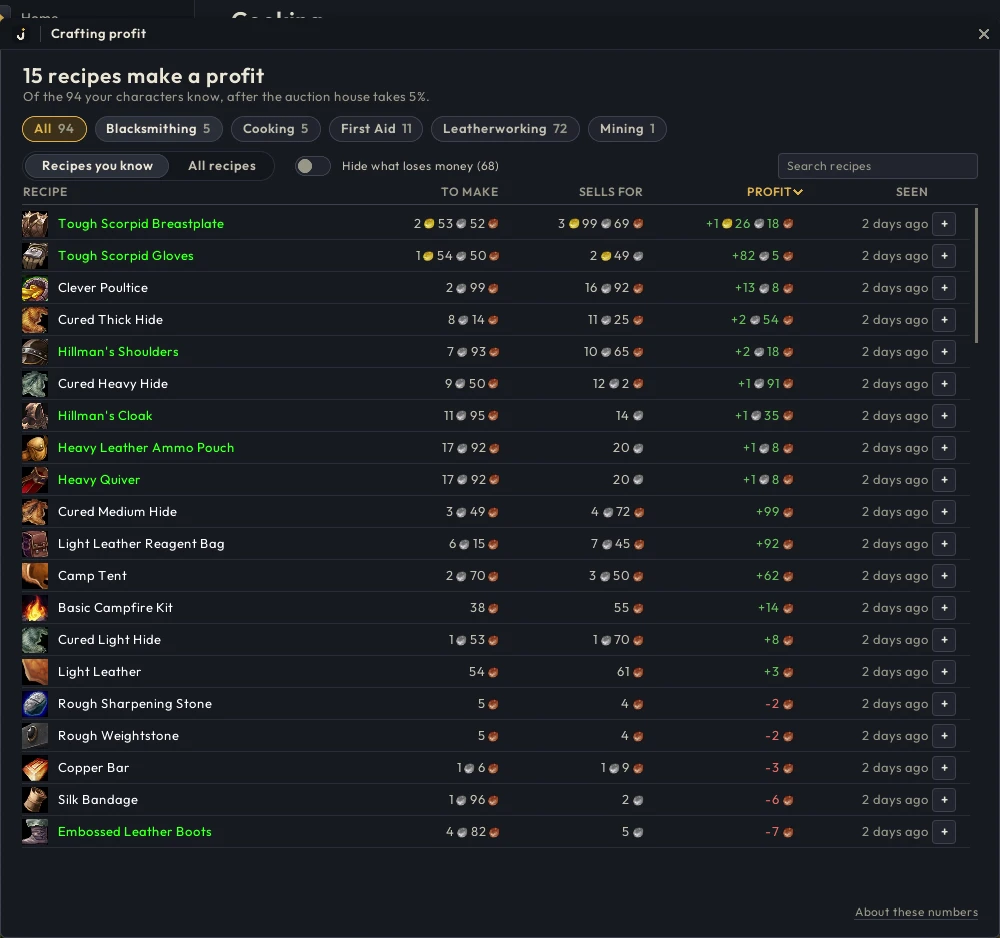 Home
Cooking
Crafting profit
15 recipes make a profit
Of the 94 your characters know, after the auction house takes 5%.
All 94 Blacksmithing 5 Cooking 5 First Aid 11 Leatherworking 72 Mining 1
Recipes you know All recipes Hide what loses money (68) Search recipes
RECIPE TO MAKE SELLS FOR PROFIT SEEN
Tough Scorpid Breastplate 2 53 52 3 99 69 +1 26 18 2 days ago +
Tough Scorpid Gloves 1 54 50 2 49 +82 5 2 days ago +
Clever Poultice 2 99 16 92 +13 8 2 days ago +
Cured Thick Hide 8 14 11 25 +2 54 2 days ago +
Hillman's Shoulders 7 93 10 65 +2 18 2 days ago +
Cured Heavy Hide 9 50 12 2 +1 91 2 days ago +
Hillman's Cloak 11 95 14 +1 35 2 days ago +
Heavy Leather Ammo Pouch 17 92 20 +1 8 2 days ago +
Heavy Quiver 17 92 20 +1 8 2 days ago +
Cured Medium Hide 3 49 4 72 +99 2 days ago +
Light Leather Reagent Bag 6 15 7 45 +92 2 days ago +
Camp Tent 2 70 3 50 +62 2 days ago +
Basic Campfire Kit 38 55 +14 2 days ago +
Cured Light Hide 1 53 1 70 +8 2 days ago +
Light Leather 54 61 +3 2 days ago +
Rough Sharpening Stone 5 4 -2 2 days ago +
Rough Weightstone 5 4 -2 2 days ago +
Copper Bar 1 6 1 9 -3 2 days ago +
Silk Bandage 1 96 2 -6 2 days ago +
Embossed Leather Boots 4 82 5 -7 2 days ago +
About these numbers